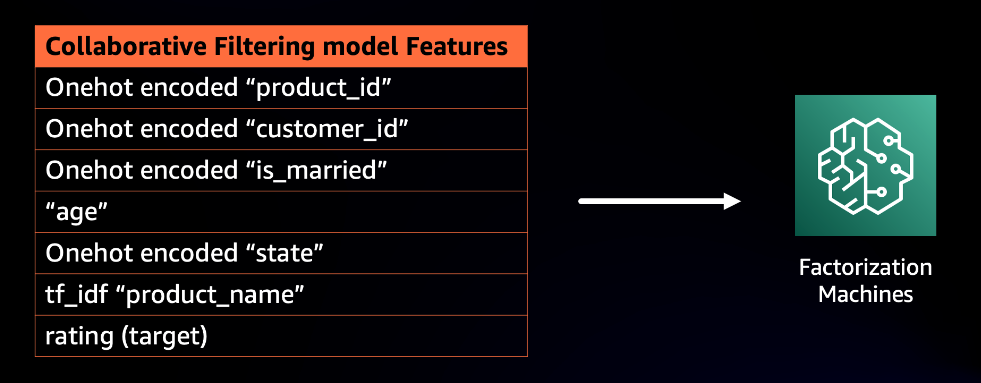 Collaborative Filtering model Features
Onehot encoded “product_id”
Onehot encoded “customer_id”
Onehot encoded “is_married”
“age”
Onehot encoded “state”
tf_idf “product_name”
rating (target)
Factorization
Machines